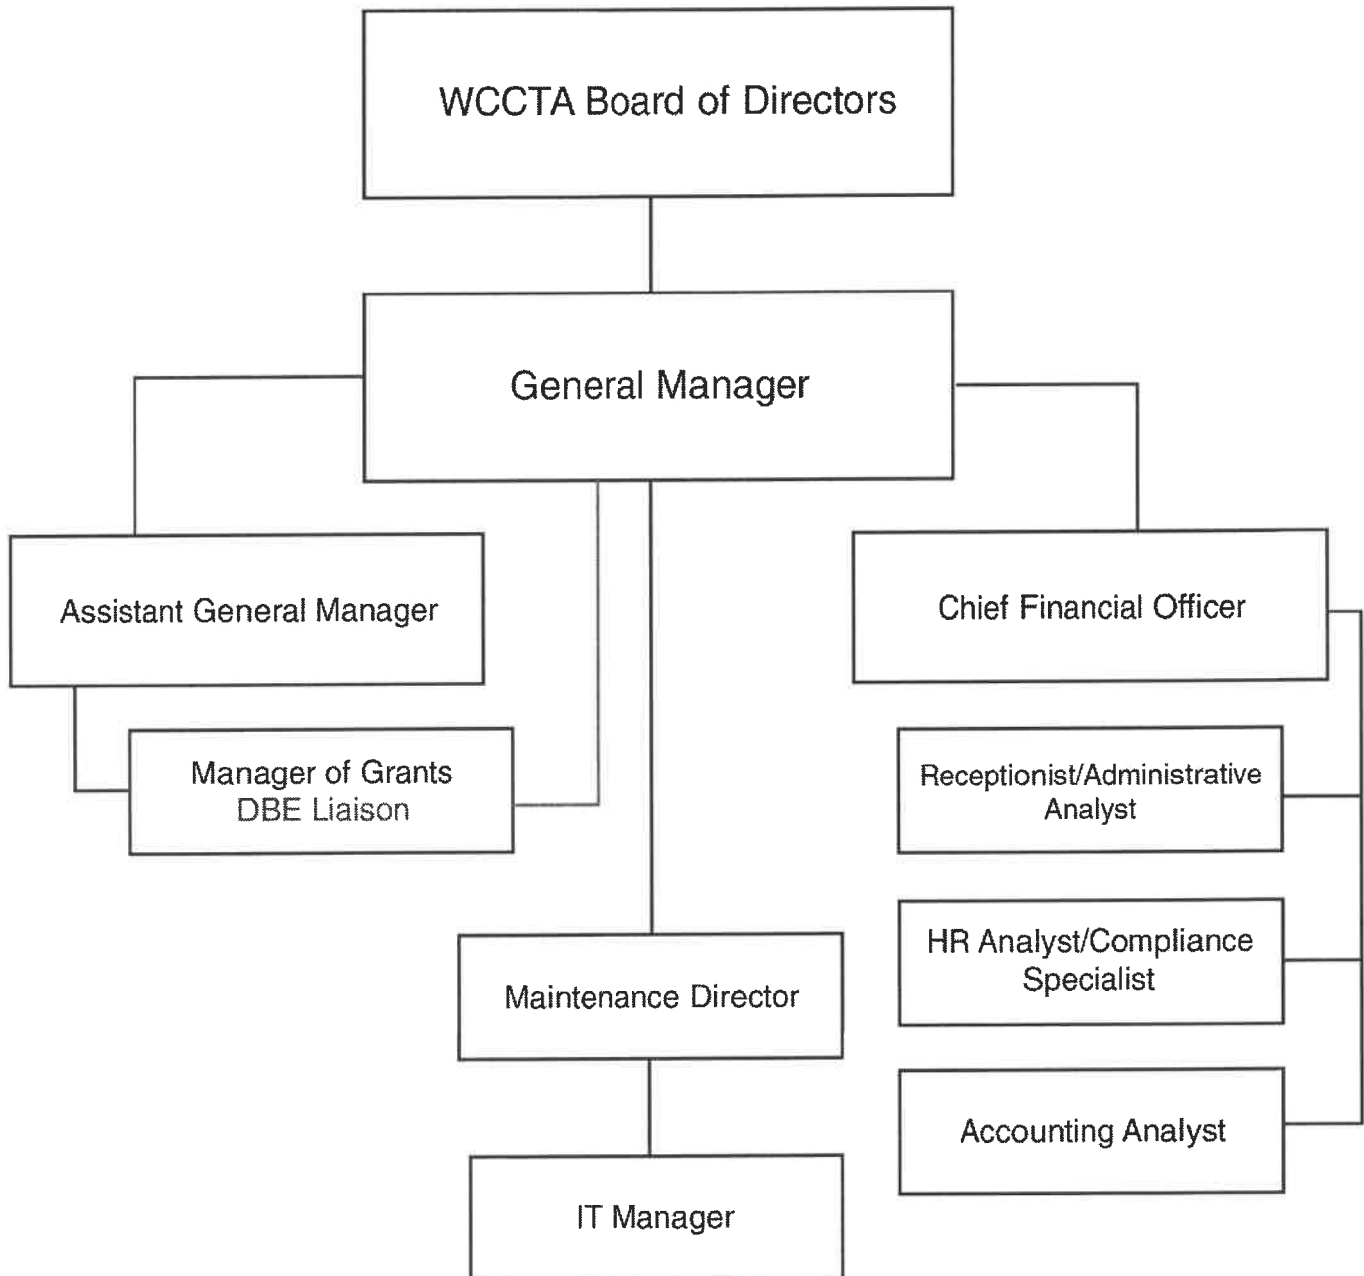 WCCTA Board of Directors
General Manager
Assistant General Manager
Chief Financial Officer
Manager of Grants
DBE Liaison
Receptionist/Administrative
Analyst
HR Analyst/Compliance
Specialist
Maintenance Director
Accounting Analyst
IT Manager